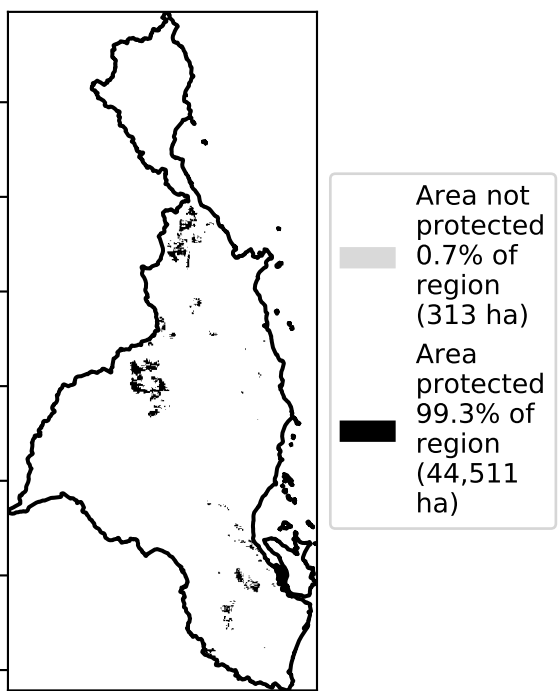 Area not
protected
0.7% of
region
(313 ha)
Area
protected
99.3% of
region
(44,511
ha)